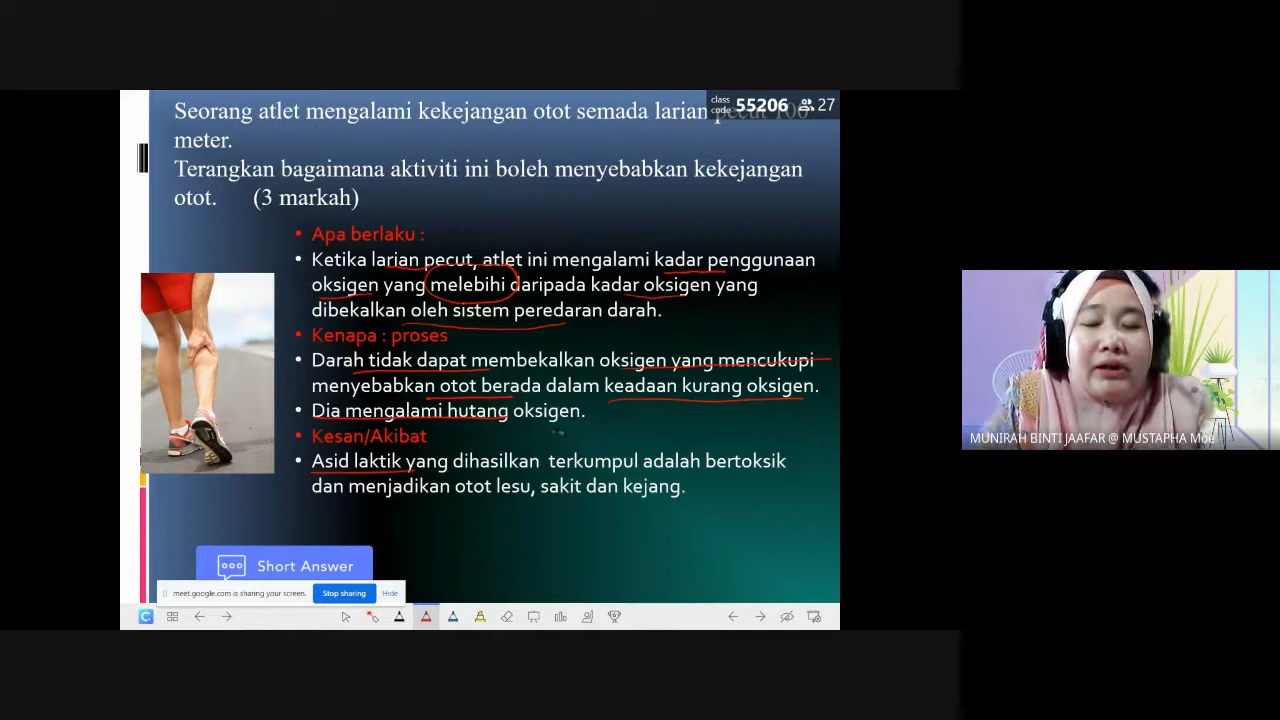 Seorang atlet mengalami kekejangan otot semada larian pecut 100
meter.
Terangkan bagaimana aktiviti ini boleh menyebabkan kekejangan
otot. (3 markah)
class code 55206 27
• Apa berlaku :
• Ketika larian pecut, atlet ini mengalami kadar penggunaan
oksigen yang melebihi daripada kadar oksigen yang
dibekalkan oleh sistem peredaran darah.
• Kenapa : proses
• Darah tidak dapat membekalkan oksigen yang mencukupi
menyebabkan otot berada dalam keadaan kurang oksigen.
• Dia mengalami hutang oksigen.
• Kesan/Akibat
• Asid laktik yang dihasilkan terkumpul adalah bertoksik
dan menjadikan otot lesu, sakit dan kejang.
Short Answer
meet.google.com is sharing your screen. Stop sharing Hide
C
MUNIRAH BINTI JAAFAR @ MUSTAPHA Moe